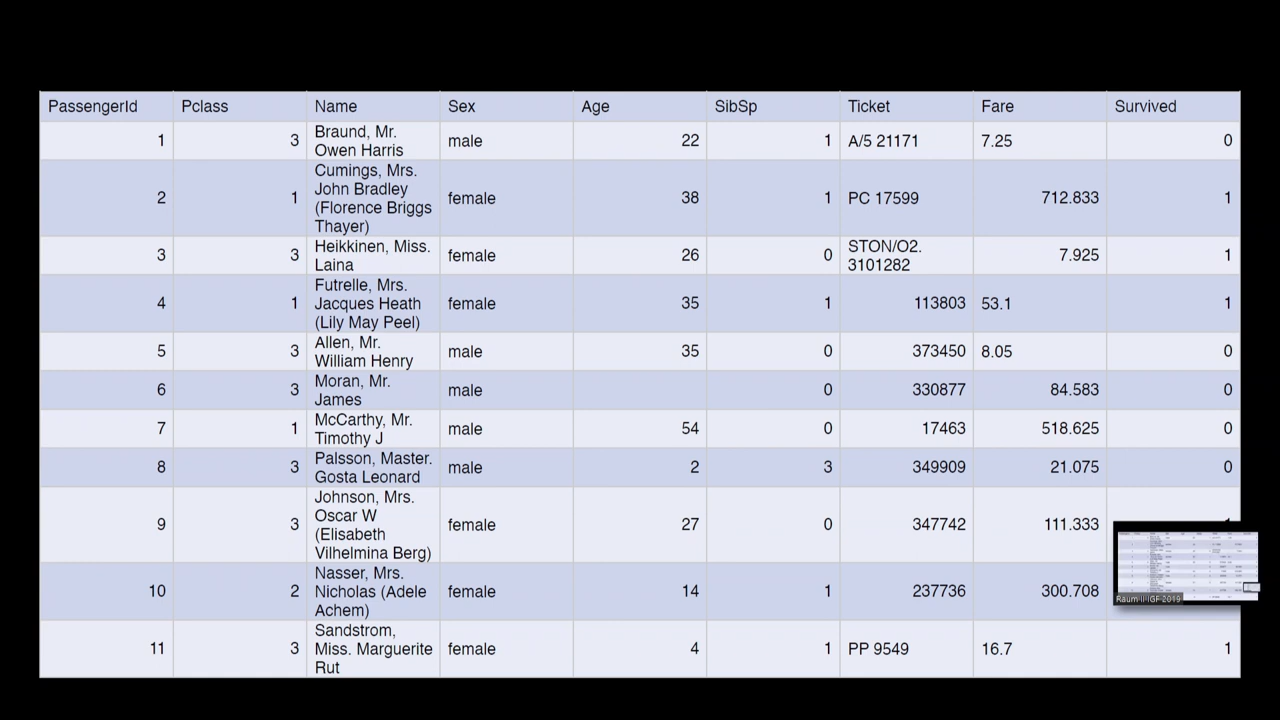 PassengerId Pclass Name Sex Age SibSp Ticket Fare Survived
1 3 Braund, Mr. Owen Harris male 22 1 A/5 21171 7.25 0
2 1 Cumings, Mrs. John Bradley (Florence Briggs Thayer) female 38 1 PC 17599 712.833 1
3 3 Heikkinen, Miss. Laina female 26 0 STON/O2. 3101282 7.925 1
4 1 Futrelle, Mrs. Jacques Heath (Lily May Peel) female 35 1 113803 53.1 1
5 3 Allen, Mr. William Henry male 35 0 373450 8.05 0
6 3 Moran, Mr. James male 0 330877 84.583 0
7 1 McCarthy, Mr. Timothy J male 54 0 17463 518.625 0
8 3 Palsson, Master. Gosta Leonard male 2 3 349909 21.075 0
9 3 Johnson, Mrs. Oscar W (Elisabeth Vilhelmina Berg) female 27 0 347742 111.333
10 2 Nasser, Mrs. Nicholas (Adele Achem) female 14 1 237736 300.708
Raum II IGF 2019
11 3 Sandstrom, Miss. Marguerite Rut female 4 1 PP 9549 16.7 1